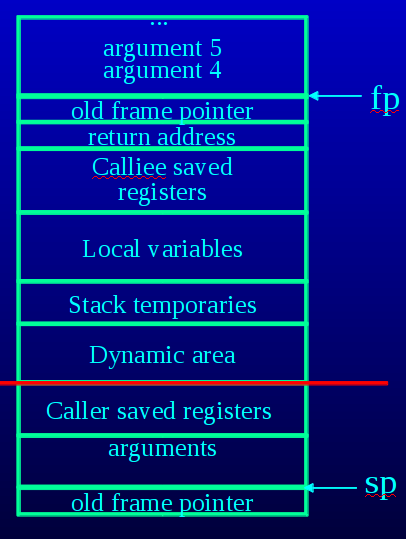 ...
argument 5
argument 4
fp
old frame pointer
return address
Calliee saved
registers
Local variables
Stack temporaries
Dynamic area
Caller saved registers
arguments
sp
old frame pointer